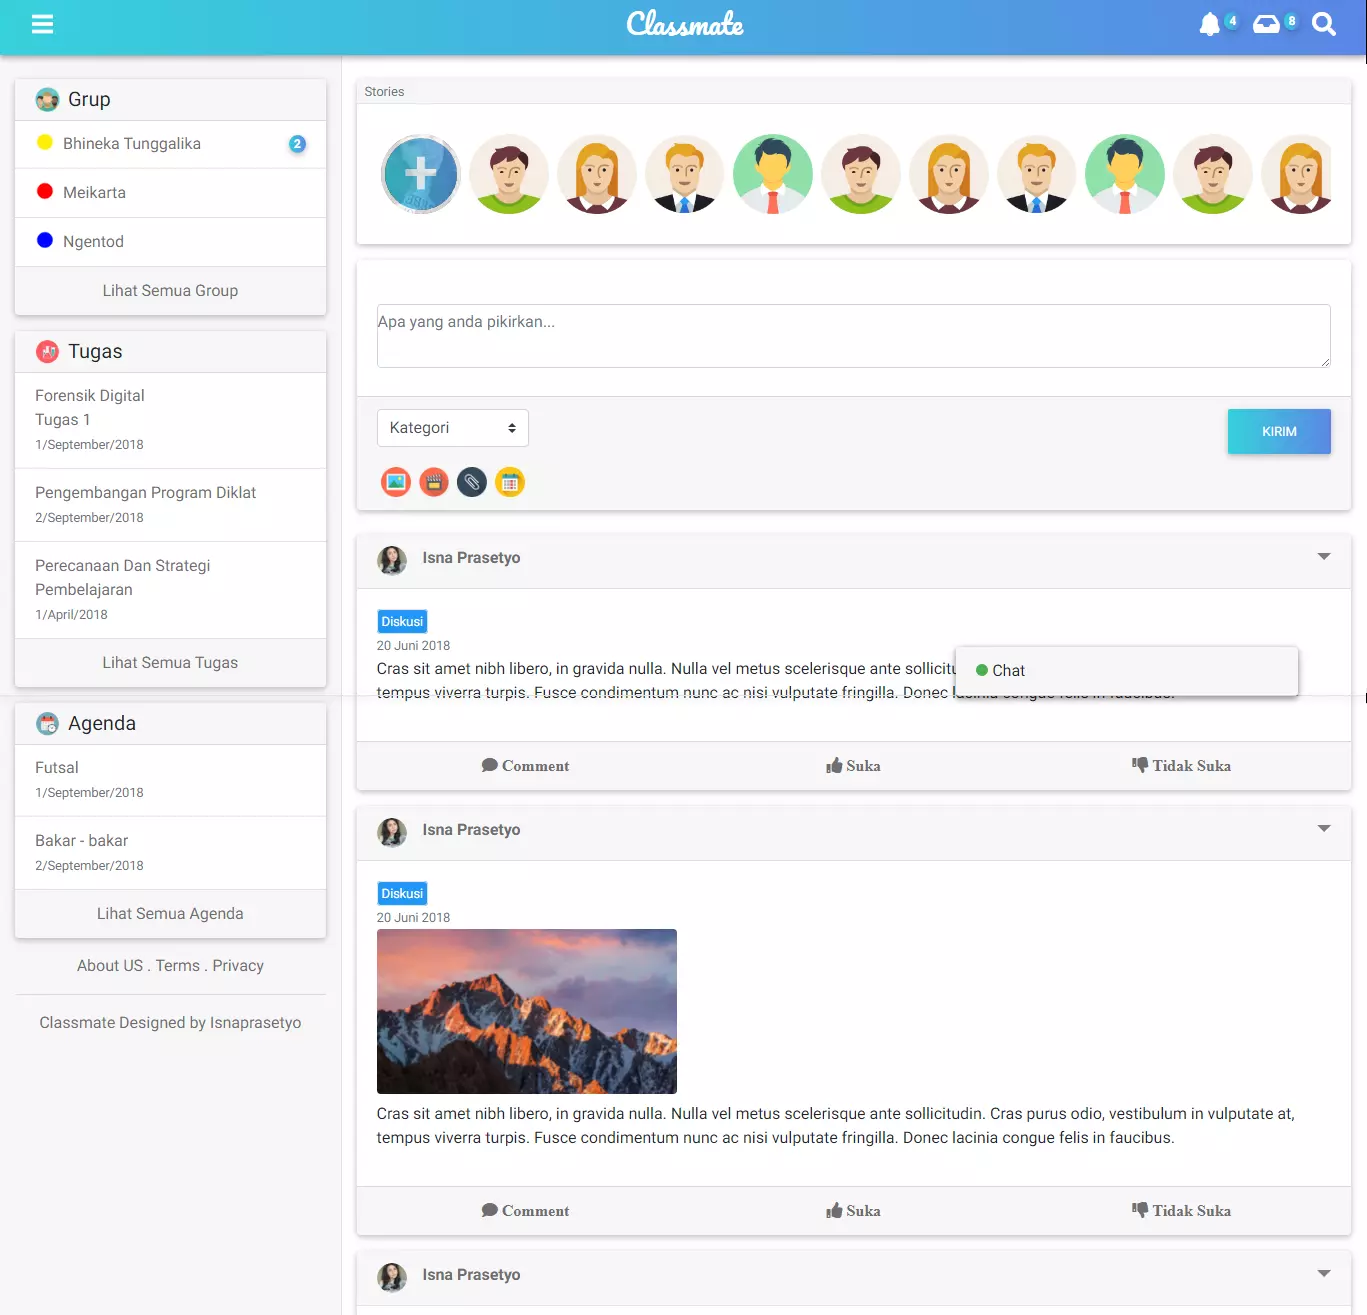 Classmate
4
8
Grup
Bhineka Tunggalika
2
Meikarta
Ngentod
Lihat Semua Group
Tugas
Forensik Digital
Tugas 1
1/September/2018
Pengembangan Program Diklat
2/September/2018
Perecanaan Dan Strategi
Pembelajaran
1/April/2018
Lihat Semua Tugas
Agenda
Futsal
1/September/2018
Bakar - bakar
2/September/2018
Lihat Semua Agenda
About US . Terms . Privacy
Classmate Designed by Isnaprasetyo
Stories
Apa yang anda pikirkan...
Kategori
KIRIM
Isna Prasetyo
Diskusi
20 Juni 2018
Cras sit amet nibh libero, in gravida nulla. Nulla vel metus scelerisque ante
tempus viverra turpis. Fusce condimentum nunc ac nisi vulputate fringilla. Donec lacinia congue felis in faucibus.
Chat
Comment
Suka
Tidak Suka
Isna Prasetyo
Diskusi
20 Juni 2018
Cras sit amet nibh libero, in gravida nulla. Nulla vel metus scelerisque ante sollicitudin. Cras purus odio, vestibulum in vulputate at,
tempus viverra turpis. Fusce condimentum nunc ac nisi vulputate fringilla. Donec lacinia congue felis in faucibus.
Comment
Suka
Tidak Suka
Isna Prasetyo